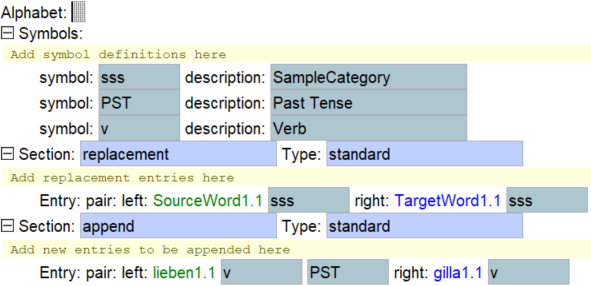 Alphabet:
Symbols:
Add symbol definitions here
symbol: sss description: SampleCategory
symbol: PST description: Past Tense
symbol: v description: Verb
Section: replacement Type: standard
Add replacement entries here
Entry: pair: left: SourceWord1.1 sss right: TargetWord1.1 sss
Section: append Type: standard
Add new entries to be appended here
Entry: pair: left: lieben1.1 v PST right: gilla1.1 v